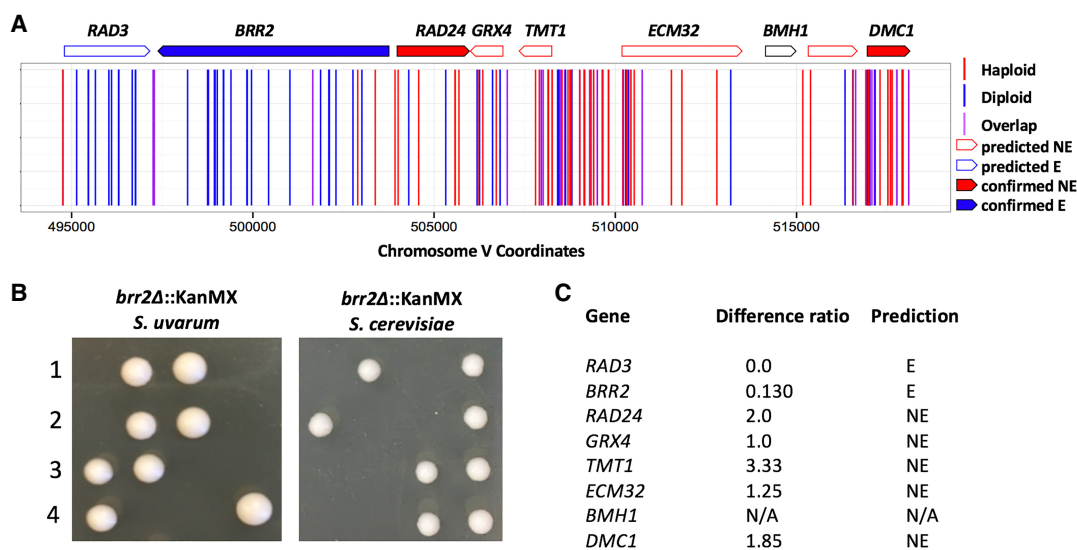 A
RAD3 BRR2 RAD24 GRX4 TMT1 ECM32 BMH1 DMC1
Haploid
Diploid
Overlap
predicted NE
predicted E
confirmed NE
confirmed E
495000 500000 505000 510000 515000
Chromosome V Coordinates
B
brr2Δ::KanMX
S. uvarum
brr2Δ::KanMX
S. cerevisiae
1
2
3
4
C
Gene Difference ratio Prediction
RAD3 0.0 E
BRR2 0.130 E
RAD24 2.0 NE
GRX4 1.0 NE
TMT1 3.33 NE
ECM32 1.25 NE
BMH1 N/A N/A
DMC1 1.85 NE